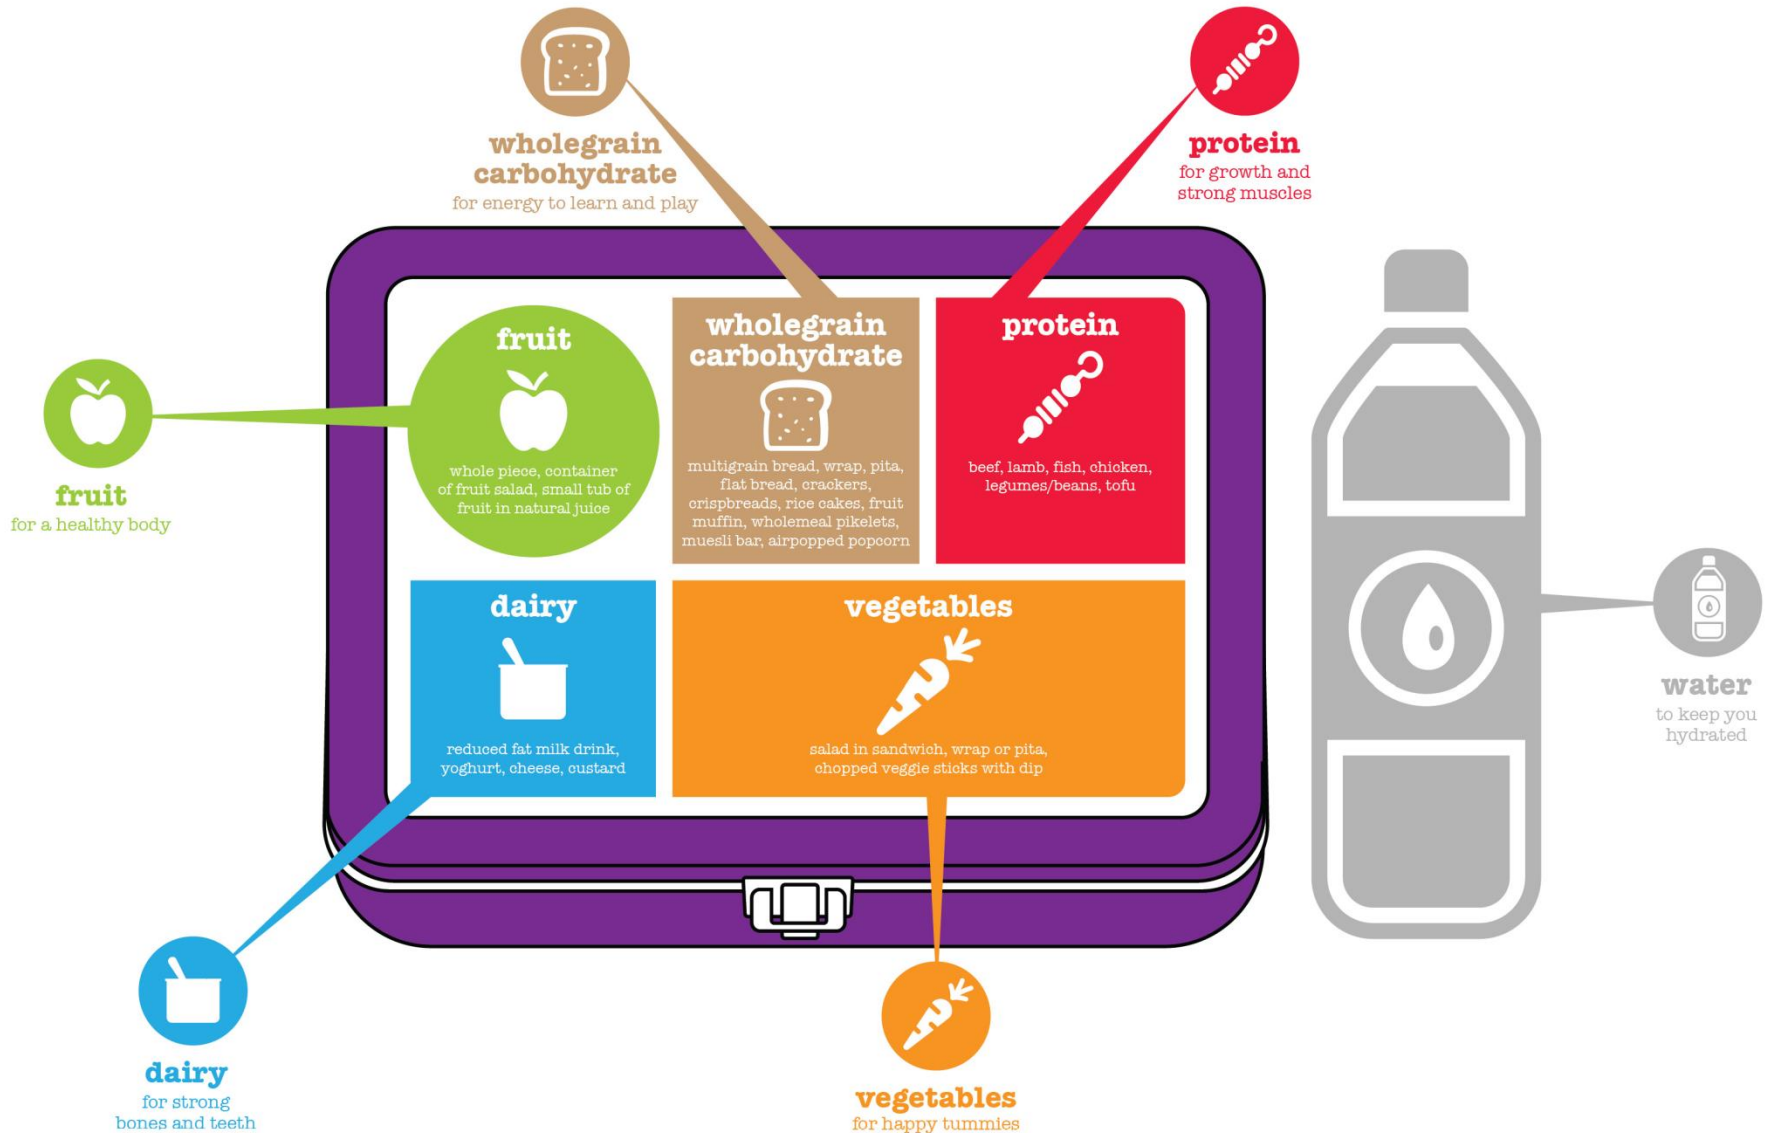 wholegrain
carbohydrate
for energy to learn and play
protein
for growth and
strong muscles
fruit
for a healthy body
fruit
whole piece, container
of fruit salad, small tub of
fruit in natural juice
wholegrain
carbohydrate
multigrain bread, wrap, pita,
flat bread, crackers,
crispbreads, rice cakes, fruit
muffin, wholemeal pikelets,
muesli bar, airpopped popcorn
protein
beef, lamb, fish, chicken,
legumes/beans, tofu
dairy
reduced fat milk drink,
yoghurt, cheese, custard
vegetables
salad in sandwich, wrap or pita,
chopped veggie sticks with dip
water
to keep you
hydrated
dairy
for strong
bones and teeth
vegetables
for happy tummies